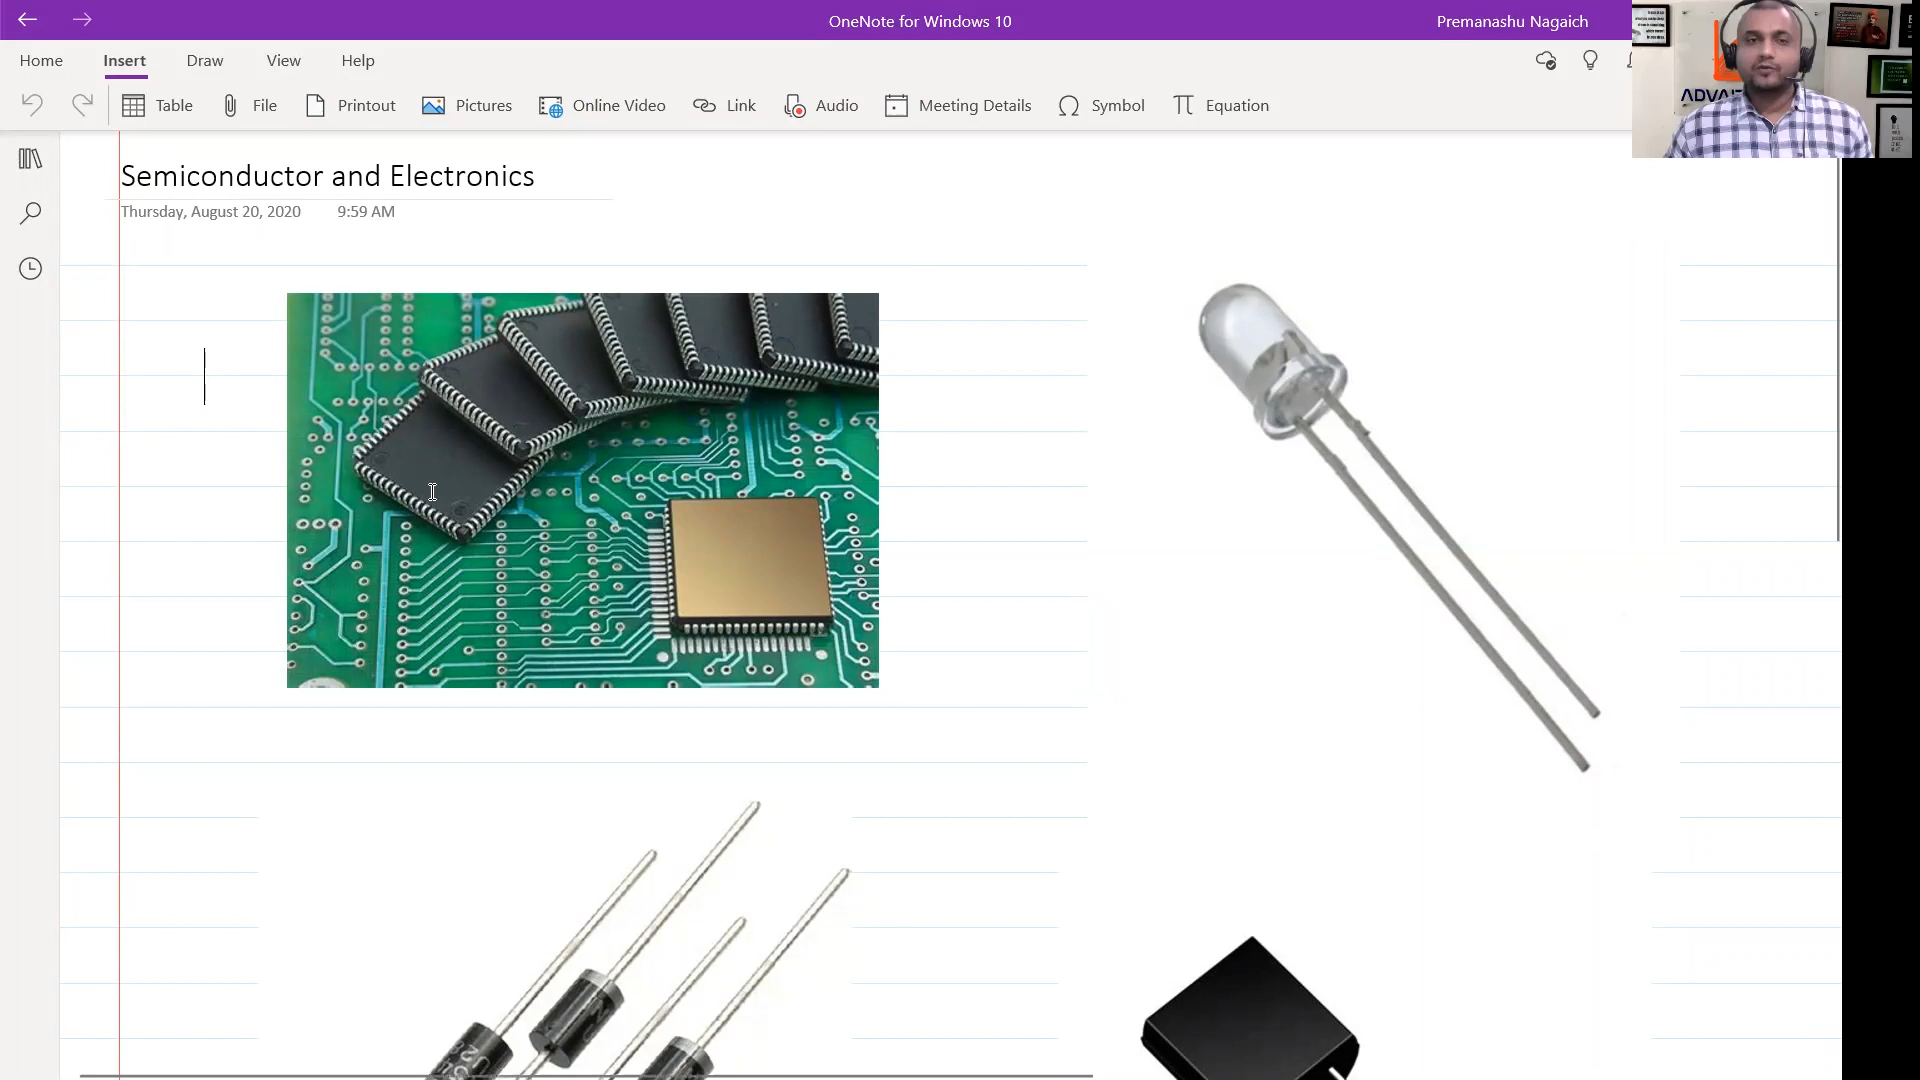 OneNote for Windows 10
Premanashu Nagaich
Home Insert Draw View Help
Table File Printout Pictures Online Video Link Audio Meeting Details Symbol Equation
ADVAI
Semiconductor and Electronics
Thursday, August 20, 2020 9:59 AM